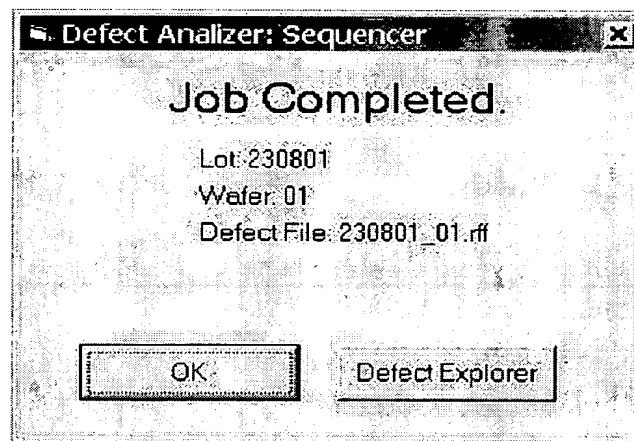 Defect Analizer: Sequencer
Job Completed.
Lot: 230801
Wafer: 01
Defect File: 230801_01.rff
OK
Defect Explorer